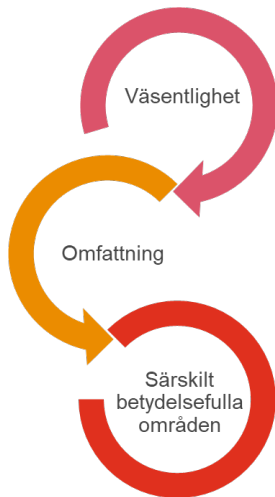 Väsentlighet
Omfattning
Särskilt
betydelsefulla
områden